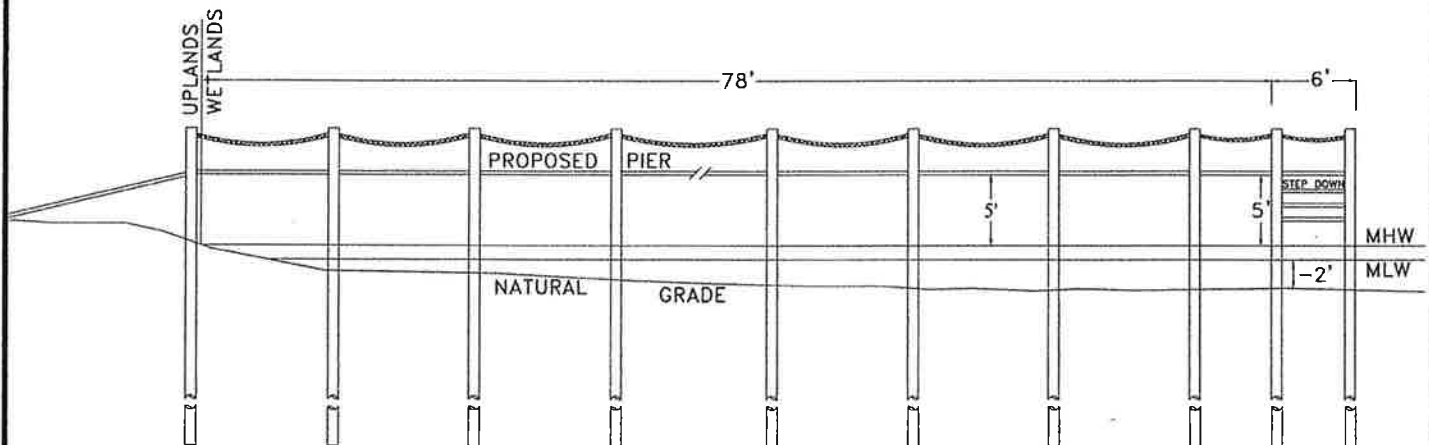 UPLANDS
WETLANDS
78'
6'
PROPOSED PIER
STEP DOWN
5'
5'
MHW
MLW
-2'
NATURAL GRADE